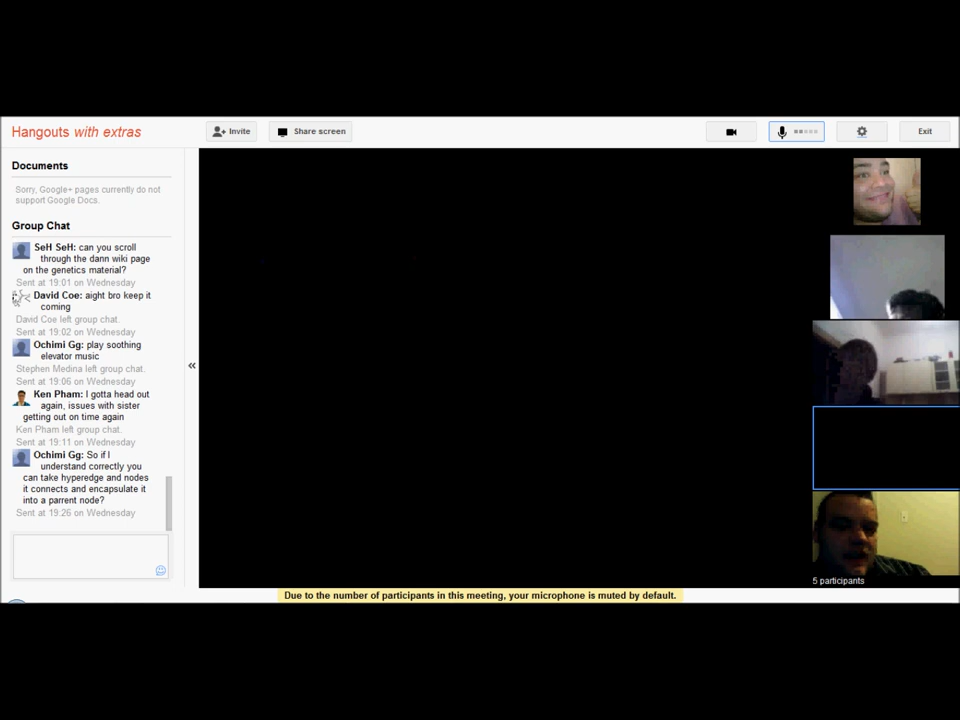 Hangouts with extras
Invite
Share screen
Exit
Documents
Sorry, Google+ pages currently do not
support Google Docs.
Group Chat
SeH SeH: can you scroll
through the dann wiki page
on the genetics material?
Sent at 19:01 on Wednesday
David Coe: aight bro keep it
coming
David Coe left group chat.
Sent at 19:02 on Wednesday
Ochimi Gg: play soothing
elevator music
Stephen Medina left group chat.
Sent at 19:06 on Wednesday
Ken Pham: I gotta head out
again, issues with sister
getting out on time again
Ken Pham left group chat.
Sent at 19:11 on Wednesday
Ochimi Gg: So if I
understand correctly you
can take hyperedge and nodes
it connects and encapsulate it
into a parrent node?
Sent at 19:26 on Wednesday
5 participants
Due to the number of participants in this meeting, your microphone is muted by default.